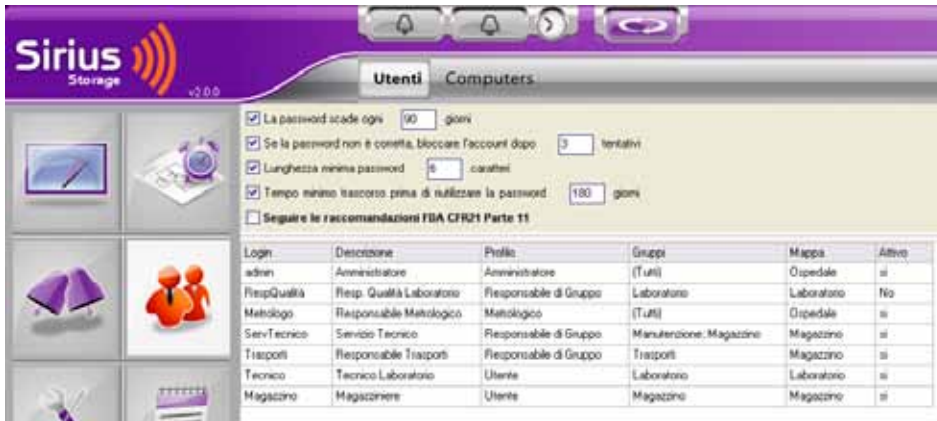 Sirius
Storage
v2.0.0
Utenti Computers
La password scade ogni 90 giorni
Se la password non è corretta, bloccare l'account dopo 3 tentativi
Lunghezza minima password 6 caratteri
Tempo minimo trascorso prima di riutilizzare la password 180 giorni
Seguire le raccomandazioni FDA CFR21 Parte 11
Login Descrizione Profilo Gruppi Mappa Attivo
admin Amministratore Amministratore (Tutti) Ospedale si
RespQualità Resp. Qualità Laboratorio Responsabile di Gruppo Laboratorio Laboratorio No
Metrologo Responsabile Metrologico Metrologico (Tutti) Ospedale si
ServTecnico Servizio Tecnico Responsabile di Gruppo Manutenzione; Magazzino Magazzino si
Trasporti Responsabile Trasporti Responsabile di Gruppo Trasporti Magazzino si
Tecnico Tecnico Laboratorio Utente Laboratorio Laboratorio si
Magazzino Magazziniere Utente Magazzino Magazzino si